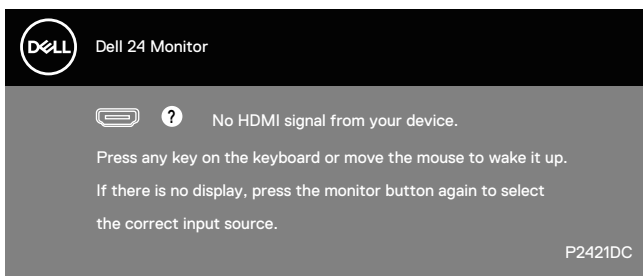 DELL
Dell 24 Monitor
? No HDMI signal from your device.
Press any key on the keyboard or move the mouse to wake it up.
If there is no display, press the monitor button again to select
the correct input source.
P2421DC